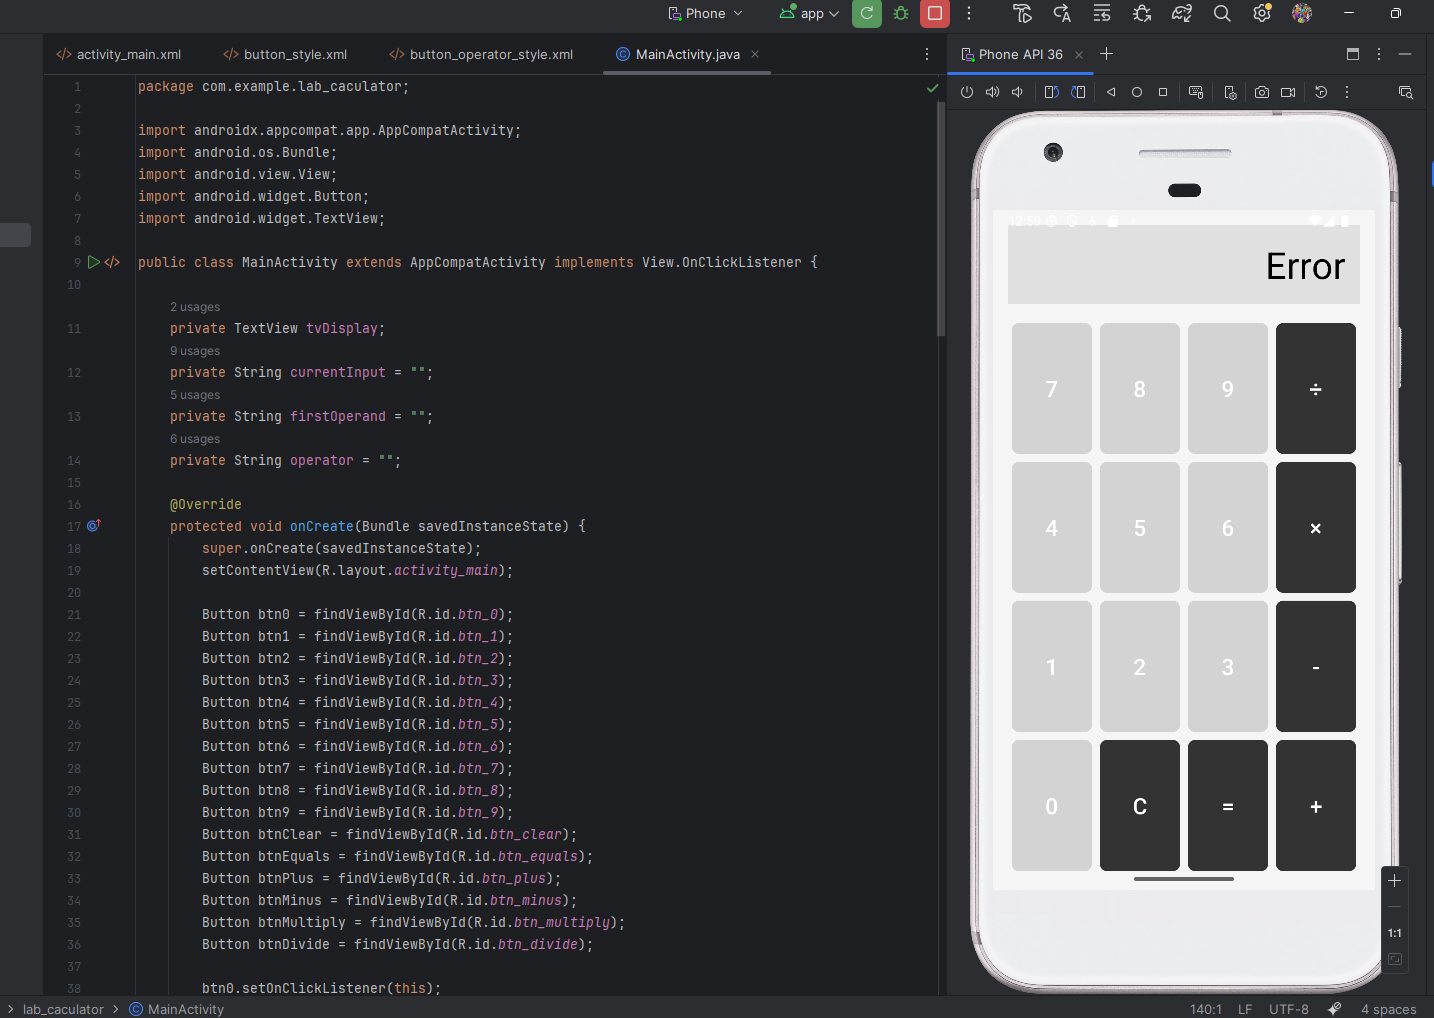 Phone
app
activity_main.xml
button_style.xml
button_operator_style.xml
MainActivity.java
Phone API 36
1 package com.example.lab_caculator;
2
3 import androidx.appcompat.app.AppCompatActivity;
4 import android.os.Bundle;
5 import android.view.View;
6 import android.widget.Button;
7 import android.widget.TextView;
8
9 public class MainActivity extends AppCompatActivity implements View.OnClickListener {
10
2 usages
11 private TextView tvDisplay;
9 usages
12 private String currentInput = "";
5 usages
13 private String firstOperand = "";
6 usages
14 private String operator = "";
15
16 @Override
17 protected void onCreate(Bundle savedInstanceState) {
18 super.onCreate(savedInstanceState);
19 setContentView(R.layout.activity_main);
20
21 Button btn0 = findViewById(R.id.btn_0);
22 Button btn1 = findViewById(R.id.btn_1);
23 Button btn2 = findViewById(R.id.btn_2);
24 Button btn3 = findViewById(R.id.btn_3);
25 Button btn4 = findViewById(R.id.btn_4);
26 Button btn5 = findViewById(R.id.btn_5);
27 Button btn6 = findViewById(R.id.btn_6);
28 Button btn7 = findViewById(R.id.btn_7);
29 Button btn8 = findViewById(R.id.btn_8);
30 Button btn9 = findViewById(R.id.btn_9);
31 Button btnClear = findViewById(R.id.btn_clear);
32 Button btnEquals = findViewById(R.id.btn_equals);
33 Button btnPlus = findViewById(R.id.btn_plus);
34 Button btnMinus = findViewById(R.id.btn_minus);
35 Button btnMultiply = findViewById(R.id.btn_multiply);
36 Button btnDivide = findViewById(R.id.btn_divide);
37
38 btn0.setOnClickListener(this);
12:59
Error
7 8 9 ÷
4 5 6 ×
1 2 3 -
0 C = +
1:1
lab_caculator
MainActivity
140:1 LF UTF-8 4 spaces